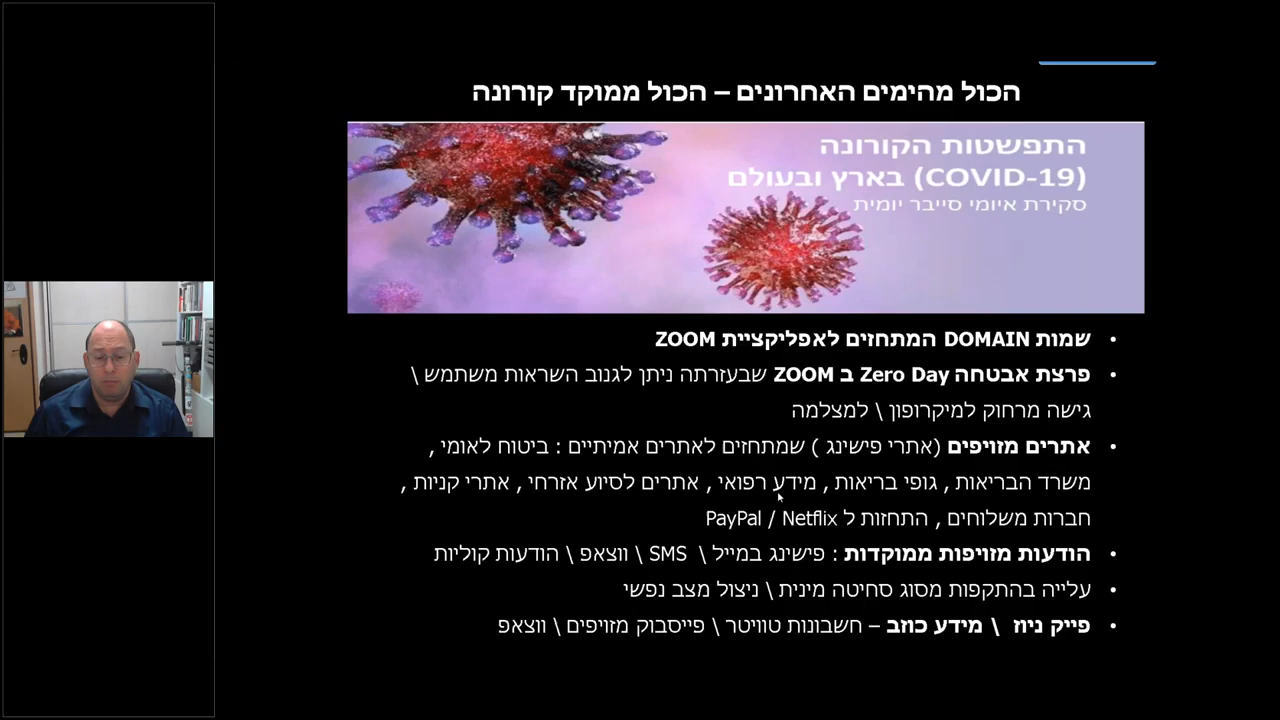 הכול מהימים האחרונים – הכול ממוקד קורונה
התפשטות הקורונה
(COVID-19) בארץ ובעולם
סקירת איומי סייבר יומית
• שמות DOMAIN המתחזים לאפליקציית ZOOM
• פרצת אבטחה Zero Day ב ZOOM שבעזרתה ניתן לגנוב השראות משתמש \
גישה מרחוק למיקרופון \ למצלמה
• אתרים מזויפים (אתרי פישינג ) שמתחזים לאתרים אמיתיים : ביטוח לאומי ,
משרד הבריאות , גופי בריאות , מידע רפואי , אתרים לסיוע אזרחי , אתרי קניות ,
חברות משלוחים , התחזות ל PayPal / Netflix
• הודעות מזויפות ממוקדות : פישינג במייל \ SMS \ ווצאפ \ הודעות קוליות
• עלייה בהתקפות מסוג סחיטה מינית \ ניצול מצב נפשי
• פייק ניוז \ מידע כוזב – חשבונות טוויטר \ פייסבוק מזויפים \ ווצאפ